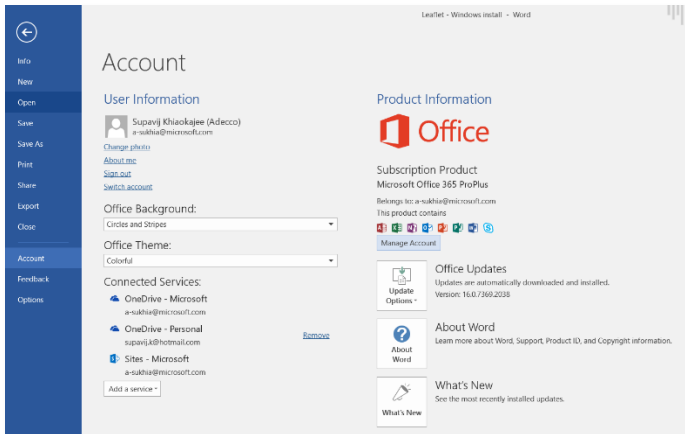 Leaflet - Windows install - Word
Info
New
Open
Save
Save As
Print
Share
Export
Close
Account
Feedback
Options
Account
User Information
Supavij Khiaokajee (Adecco)
a-sukhia@microsoft.com
Change photo
About me
Sign out
Switch account
Office Background:
Circles and Stripes
Office Theme:
Colorful
Connected Services:
OneDrive - Microsoft
a-sukhia@microsoft.com
OneDrive - Personal
supavij.k@hotmail.com
Remove
Sites - Microsoft
a-sukhia@microsoft.com
Add a service
Product Information
Office
Subscription Product
Microsoft Office 365 ProPlus
Belongs to: a-sukhia@microsoft.com
This product contains
Manage Account
Update
Options
Office Updates
Updates are automatically downloaded and installed.
Version: 16.0.7369.2038
About
Word
About Word
Learn more about Word, Support, Product ID, and Copyright information.
What's New
What's New
See the most recently installed updates.